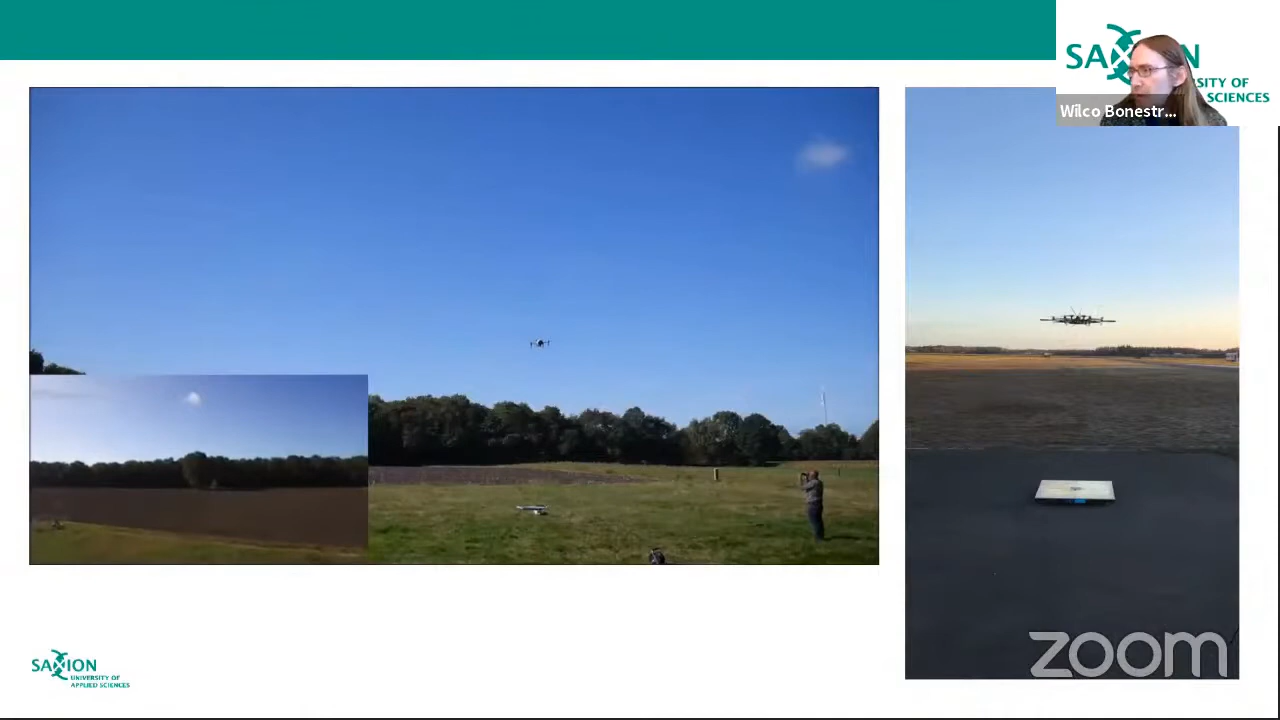 SAXION
SITY OF
SCIENCES
Wilco Bonestr...
SAXION
UNIVERSITY OF
APPLIED SCIENCES
zoom